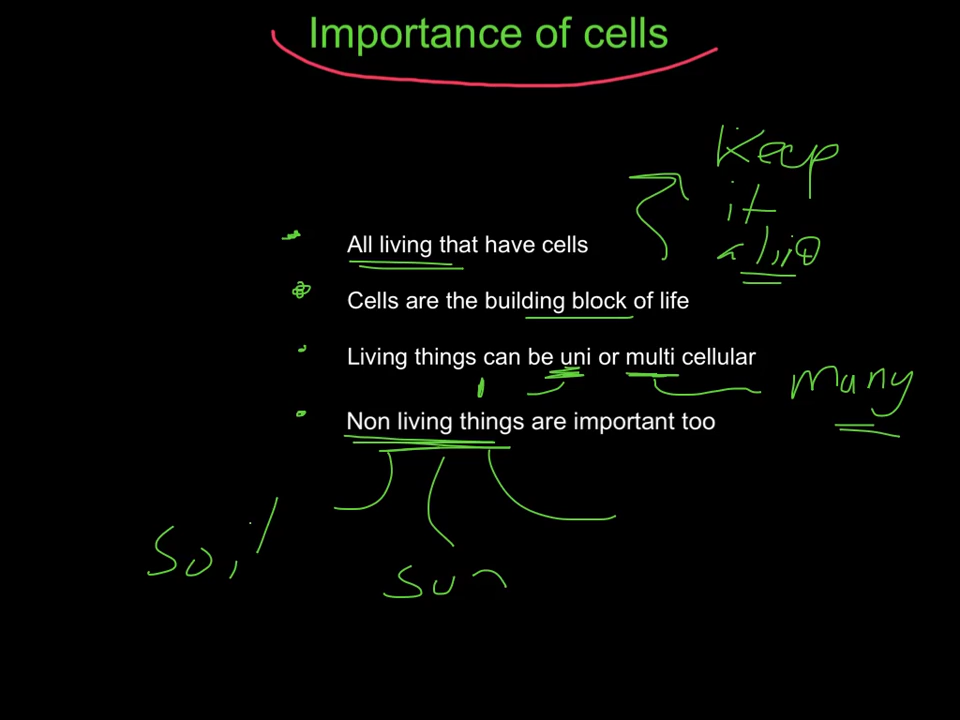 Importance of cells
Keep
it
All living that have cells
Cells are the building block of life
Living things can be uni or multi cellular
1
many
Non living things are important too
Soil
Sun